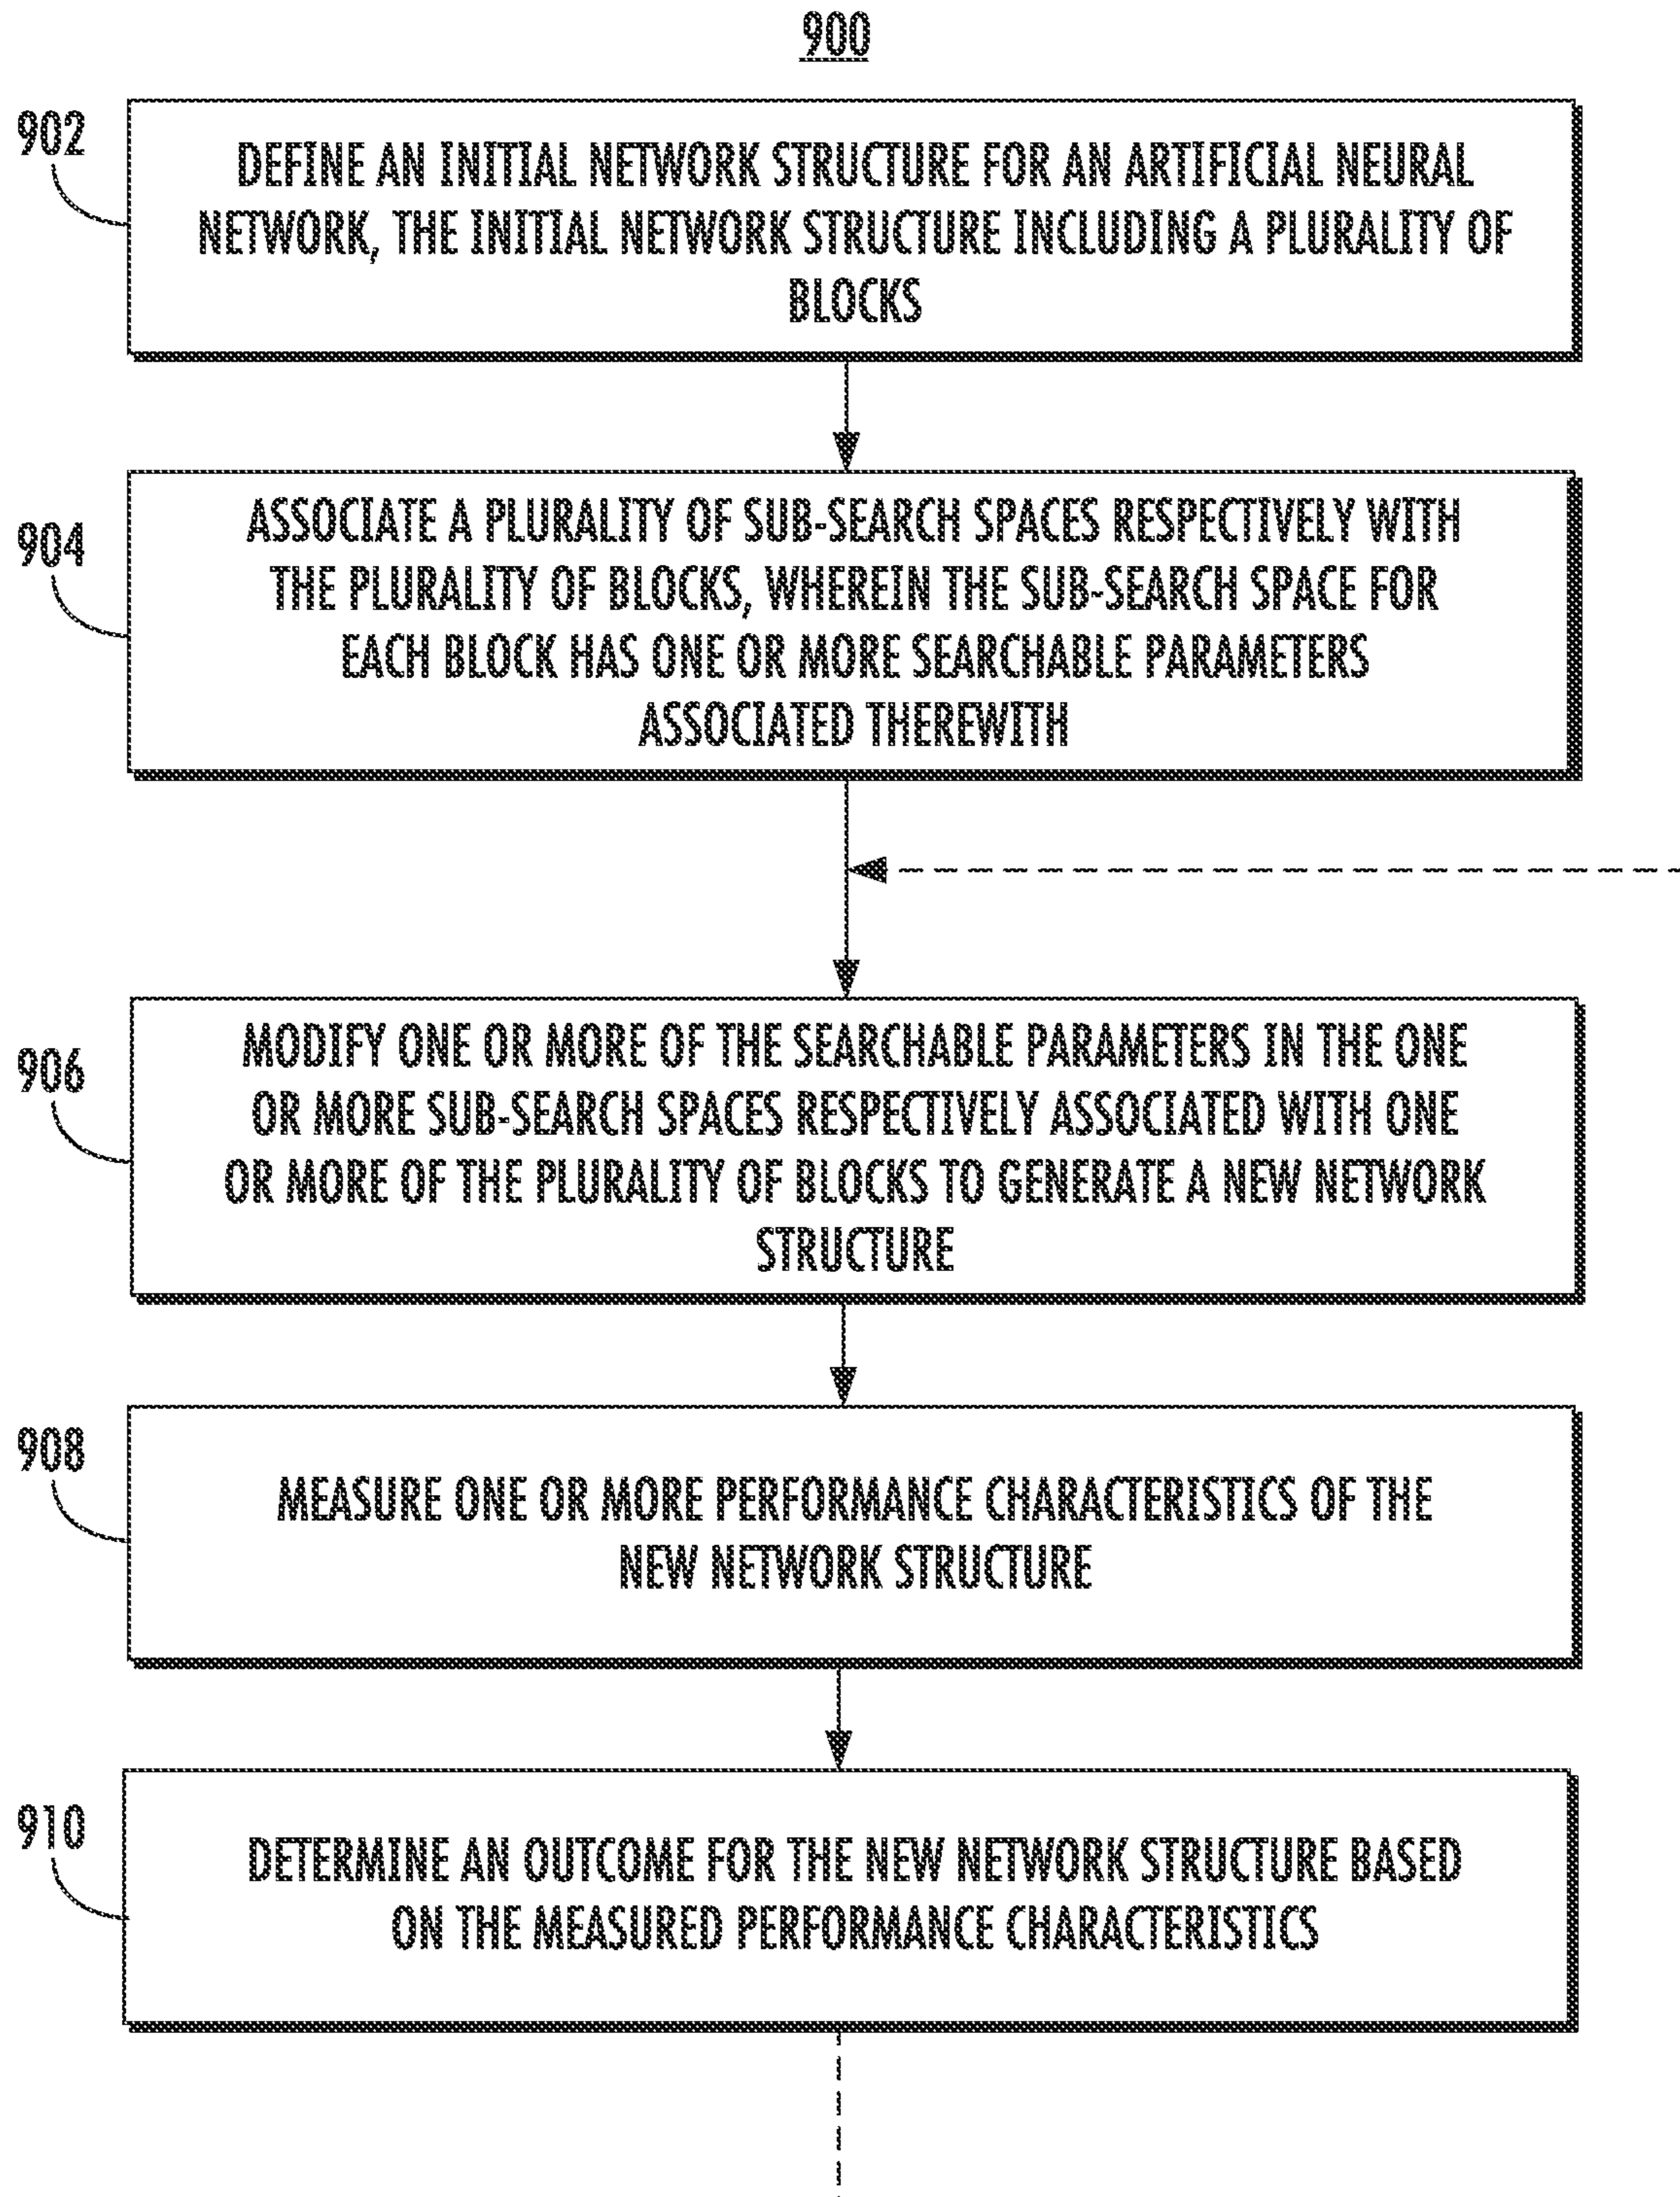 900
902
DEFINE AN INITIAL NETWORK STRUCTURE FOR AN ARTIFICIAL NEURAL
NETWORK, THE INITIAL NETWORK STRUCTURE INCLUDING A PLURALITY OF
BLOCKS
904
ASSOCIATE A PLURALITY OF SUB-SEARCH SPACES RESPECTIVELY WITH
THE PLURALITY OF BLOCKS, WHEREIN THE SUB-SEARCH SPACE FOR
EACH BLOCK HAS ONE OR MORE SEARCHABLE PARAMETERS
ASSOCIATED THEREWITH
906
MODIFY ONE OR MORE OF THE SEARCHABLE PARAMETERS IN THE ONE
OR MORE SUB-SEARCH SPACES RESPECTIVELY ASSOCIATED WITH ONE
OR MORE OF THE PLURALITY OF BLOCKS TO GENERATE A NEW NETWORK
STRUCTURE
908
MEASURE ONE OR MORE PERFORMANCE CHARACTERISTICS OF THE
NEW NETWORK STRUCTURE
910
DETERMINE AN OUTCOME FOR THE NEW NETWORK STRUCTURE BASED
ON THE MEASURED PERFORMANCE CHARACTERISTICS